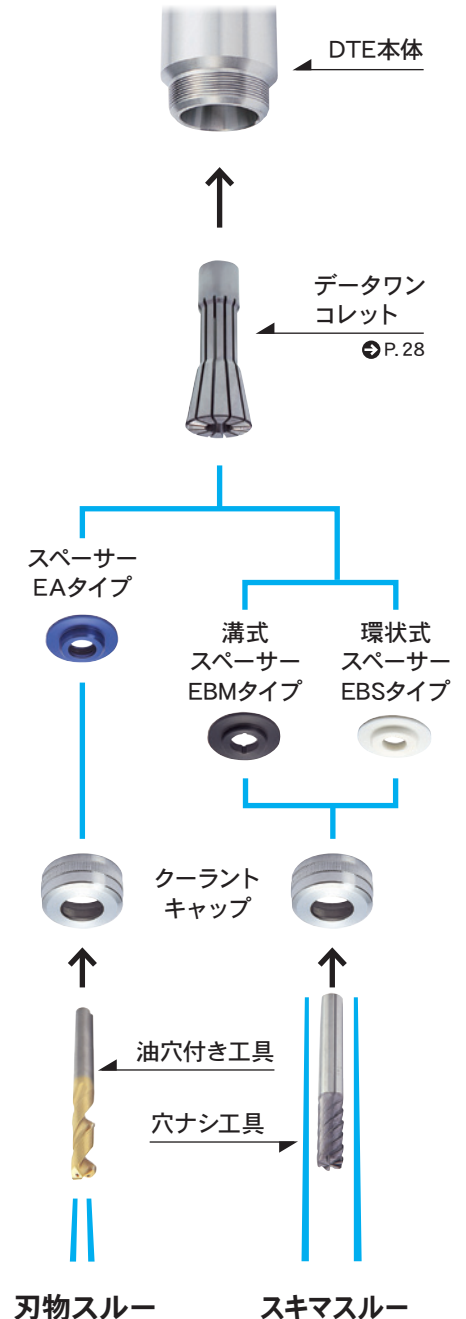 DTE本体
データワン
コレット
➲P.28
スペーサー
EAタイプ
溝式
スペーサー
EBMタイプ
環状式
スペーサー
EBSタイプ
クーラント
キャップ
油穴付き工具
穴ナシ工具
刃物スルー
スキマスルー